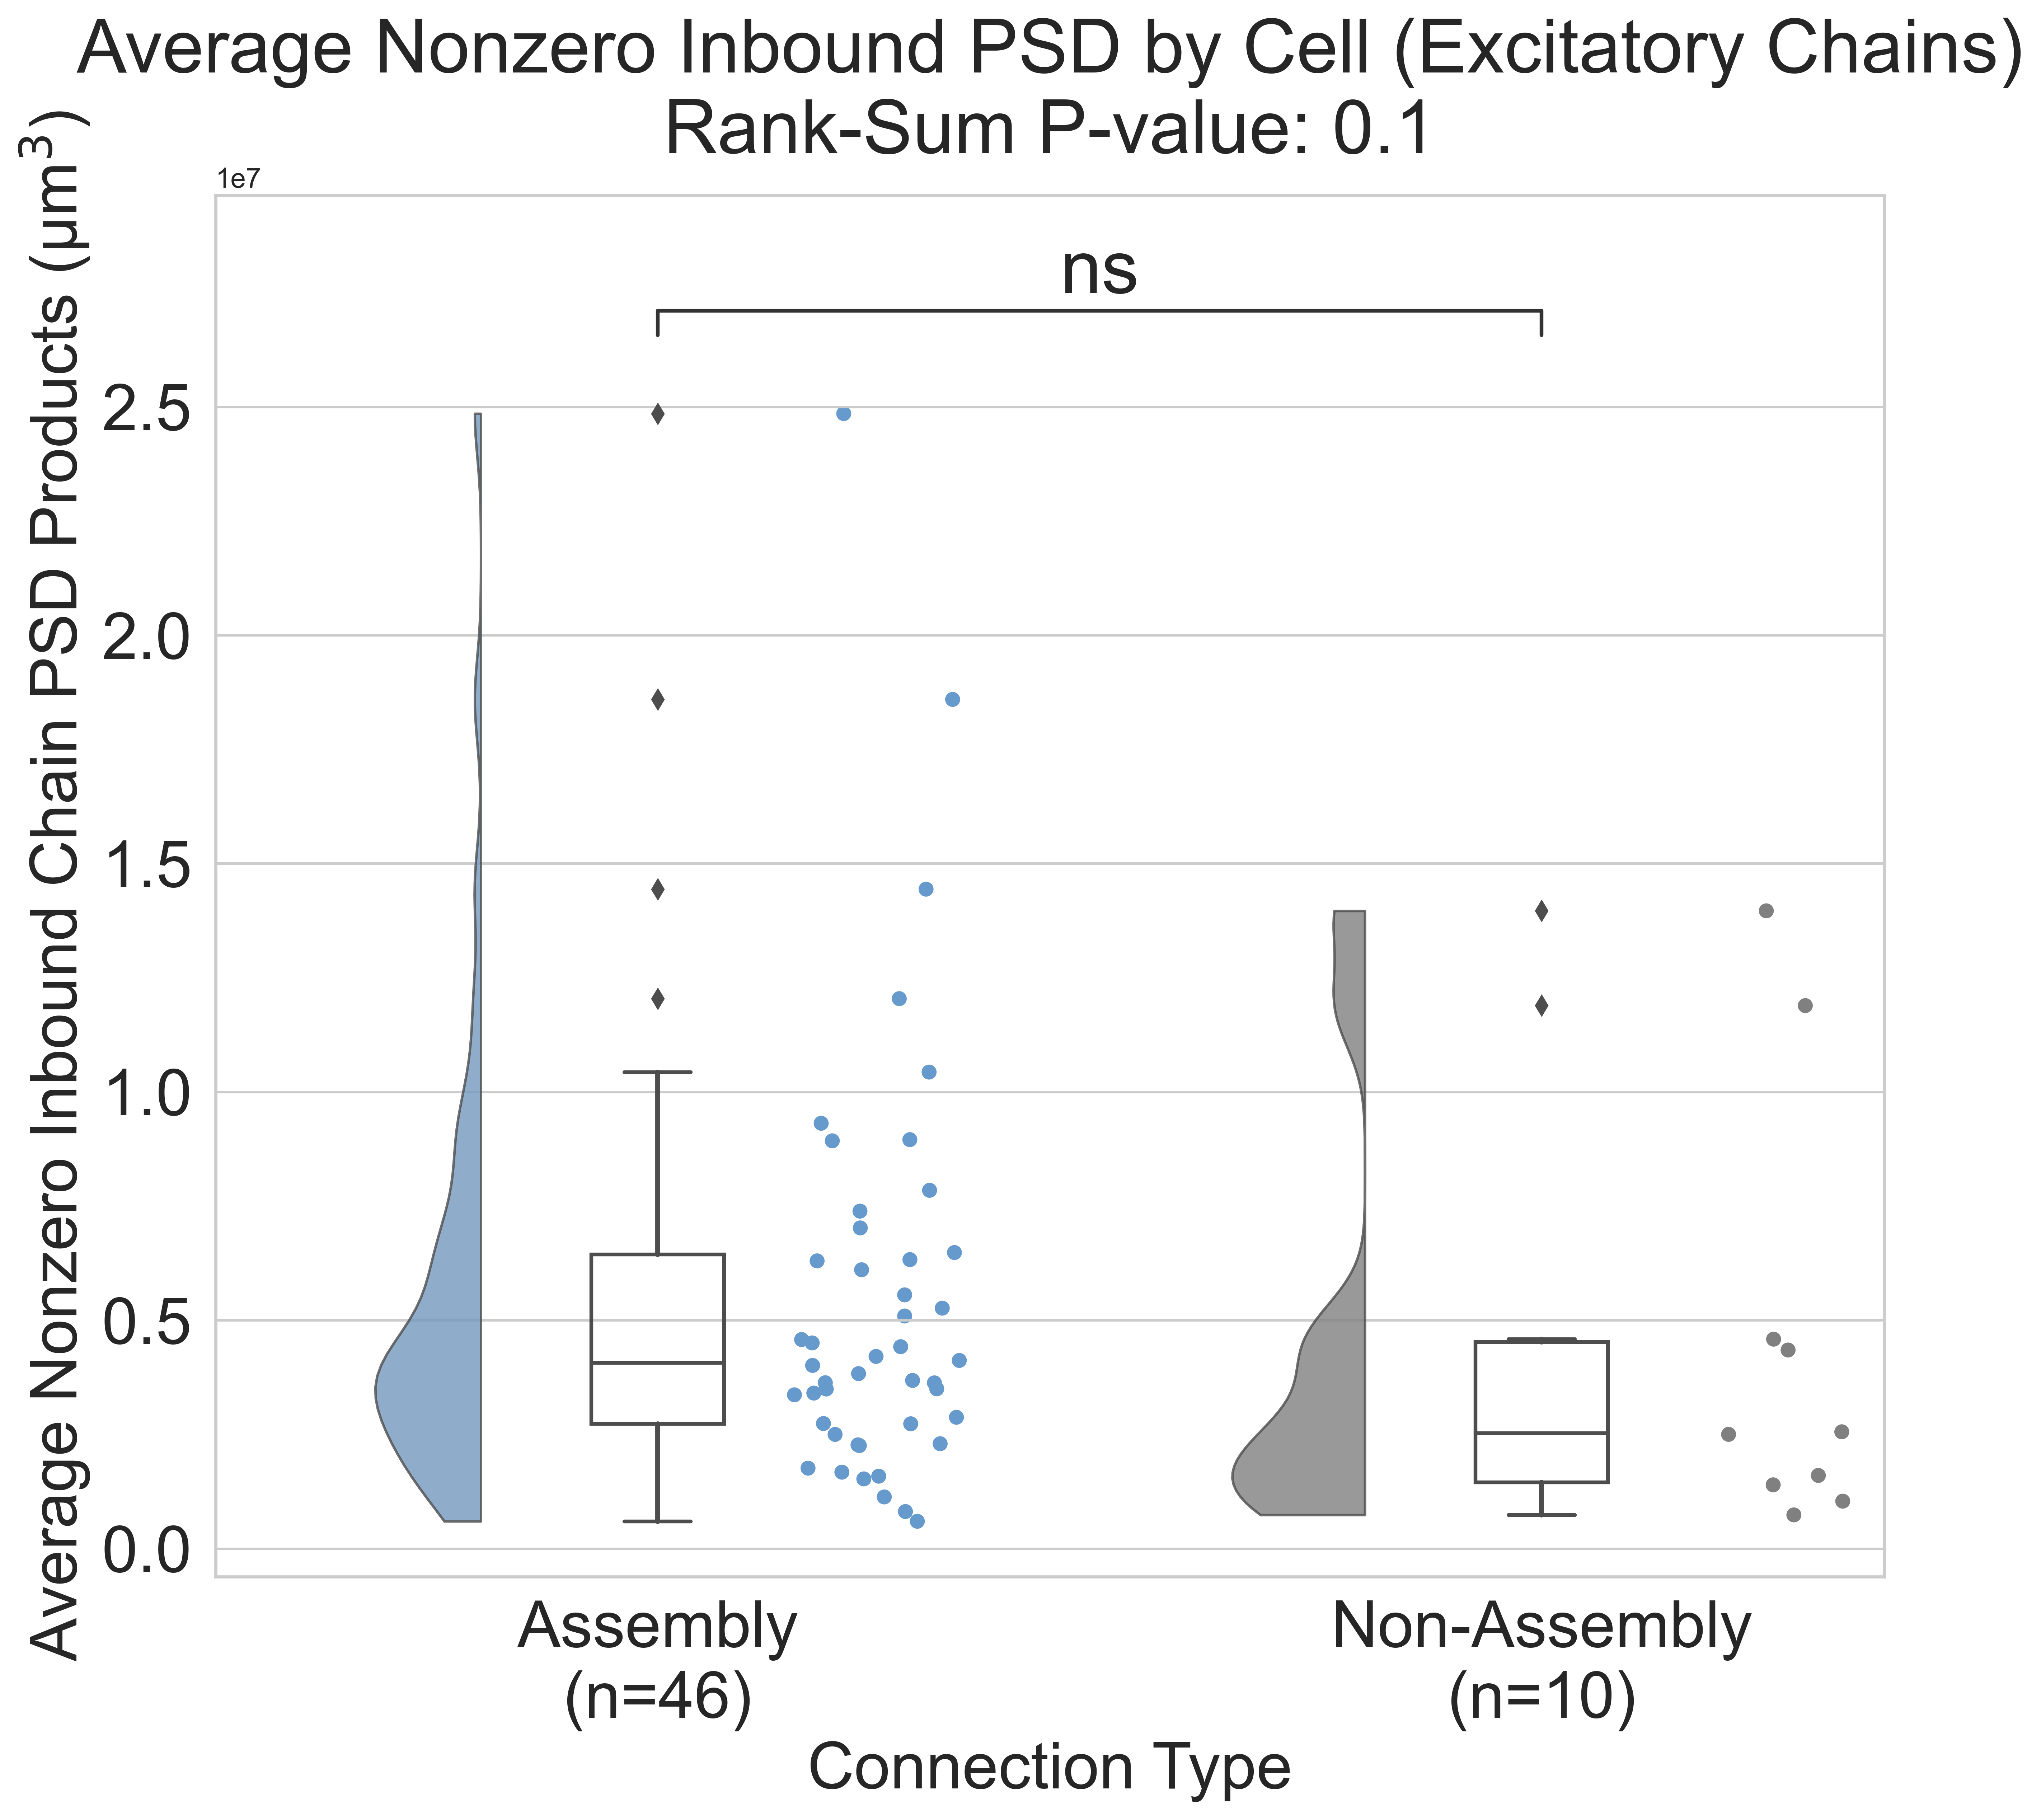 Average Nonzero Inbound PSD by Cell (Excitatory Chains)
Rank-Sum P-value: 0.1
Average Nonzero Inbound Chain PSD Products (µm³)
1e7
ns
2.5
2.0
1.5
1.0
0.5
0.0
Assembly
(n=46)
Non-Assembly
(n=10)
Connection Type